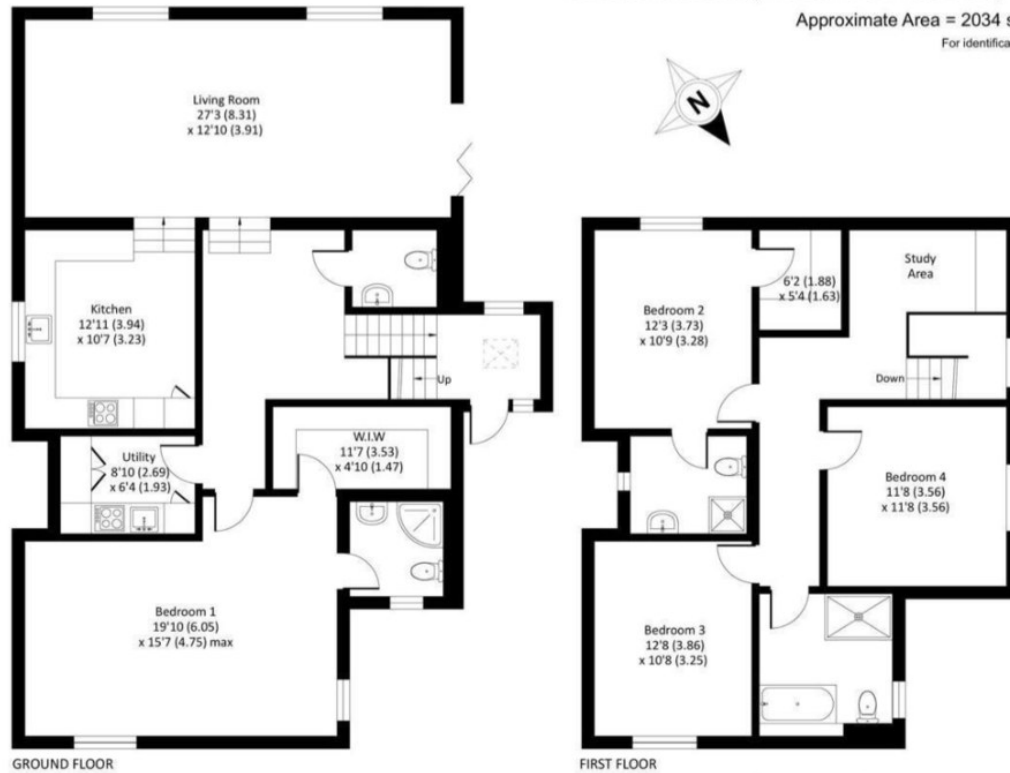 Approximate Area = 2034 s
For identifica
N
Living Room
27'3 (8.31)
x 12'10 (3.91)
Kitchen
12'11 (3.94)
x 10'7 (3.23)
Up
Utility
8'10 (2.69)
x 6'4 (1.93)
W.I.W
11'7 (3.53)
x 4'10 (1.47)
Bedroom 1
19'10 (6.05)
x 15'7 (4.75) max
GROUND FLOOR
Bedroom 2
12'3 (3.73)
x 10'9 (3.28)
6'2 (1.88)
x 5'4 (1.63)
Study
Area
Down
Bedroom 4
11'8 (3.56)
x 11'8 (3.56)
Bedroom 3
12'8 (3.86)
x 10'8 (3.25)
FIRST FLOOR